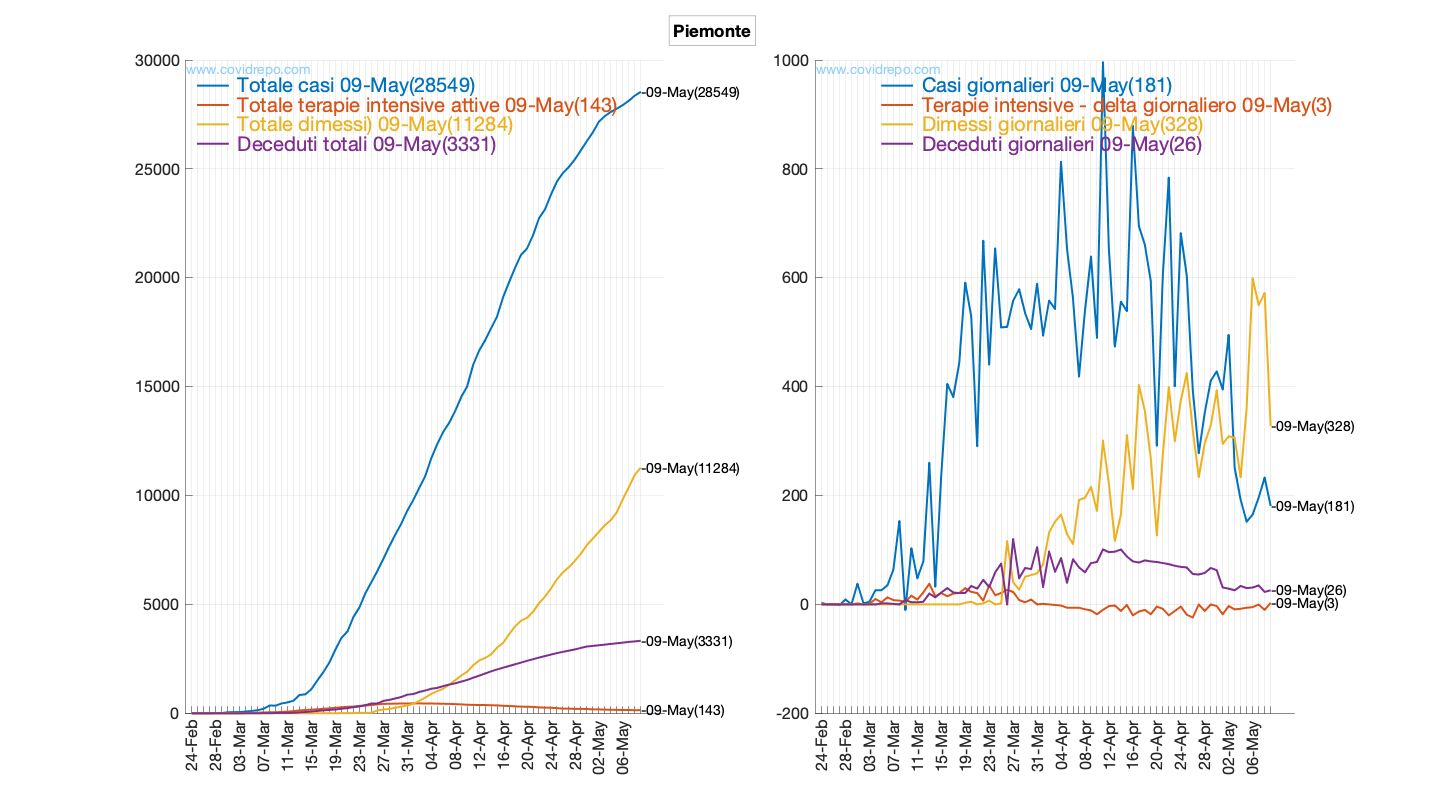 Piemonte
30000
25000
20000
15000
10000
5000
0
www.covidrepo.com
Totale casi 09-May(28549)
Totale terapie intensive attive 09-May(143)
Totale dimessi) 09-May(11284)
Deceduti totali 09-May(3331)
-09-May(28549)
-09-May(11284)
-09-May(3331)
-09-May(143)
24-Feb
28-Feb
03-Mar
07-Mar
11-Mar
15-Mar
19-Mar
23-Mar
27-Mar
31-Mar
04-Apr
08-Apr
12-Apr
16-Apr
20-Apr
24-Apr
28-Apr
02-May
06-May
1000
800
600
400
200
0
-200
www.covidrepo.com
Casi giornalieri 09-May(181)
Terapie intensive - delta giornaliero 09-May(3)
Dimessi giornalieri 09-May(328)
Deceduti giornalieri 09-May(26)
-09-May(328)
-09-May(181)
-09-May(26)
-09-May(3)
24-Feb
28-Feb
03-Mar
07-Mar
11-Mar
15-Mar
19-Mar
23-Mar
27-Mar
31-Mar
04-Apr
08-Apr
12-Apr
16-Apr
20-Apr
24-Apr
28-Apr
02-May
06-May